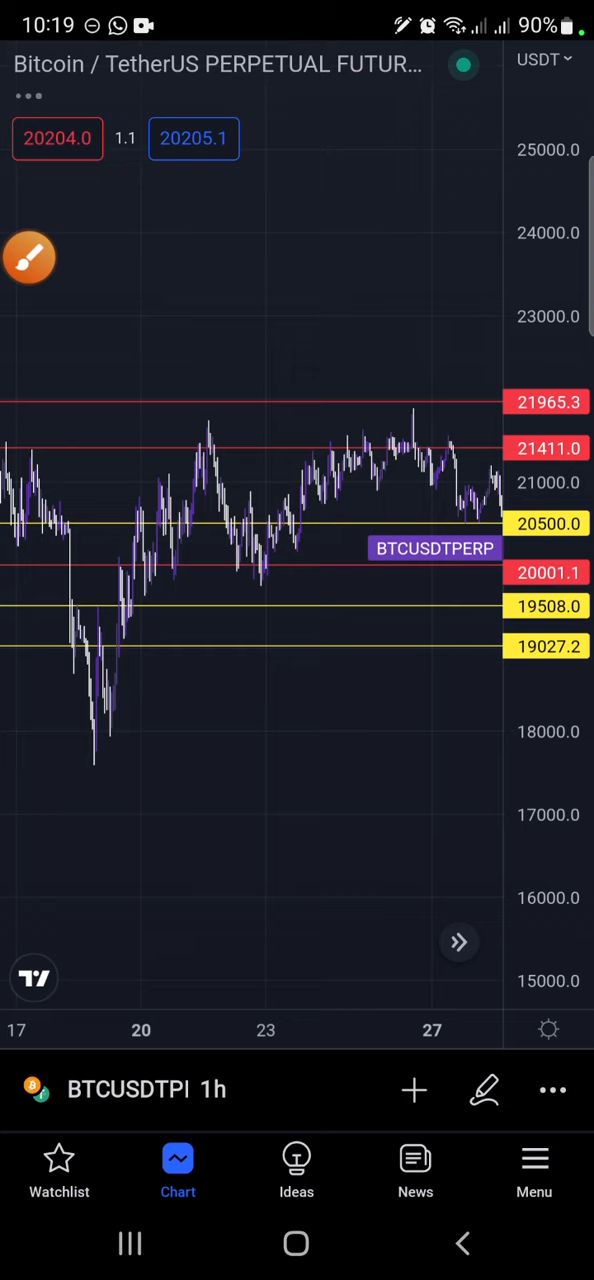 10:19 90%
Bitcoin / TetherUS PERPETUAL FUTUR... USDT
20204.0 1.1 20205.1
25000.0
24000.0
23000.0
21965.3
21411.0
21000.0
20500.0
BTCUSDTPERP
20001.1
19508.0
19027.2
18000.0
17000.0
16000.0
15000.0
17 20 23 27
BTCUSDTPI 1h
Watchlist Chart Ideas News Menu